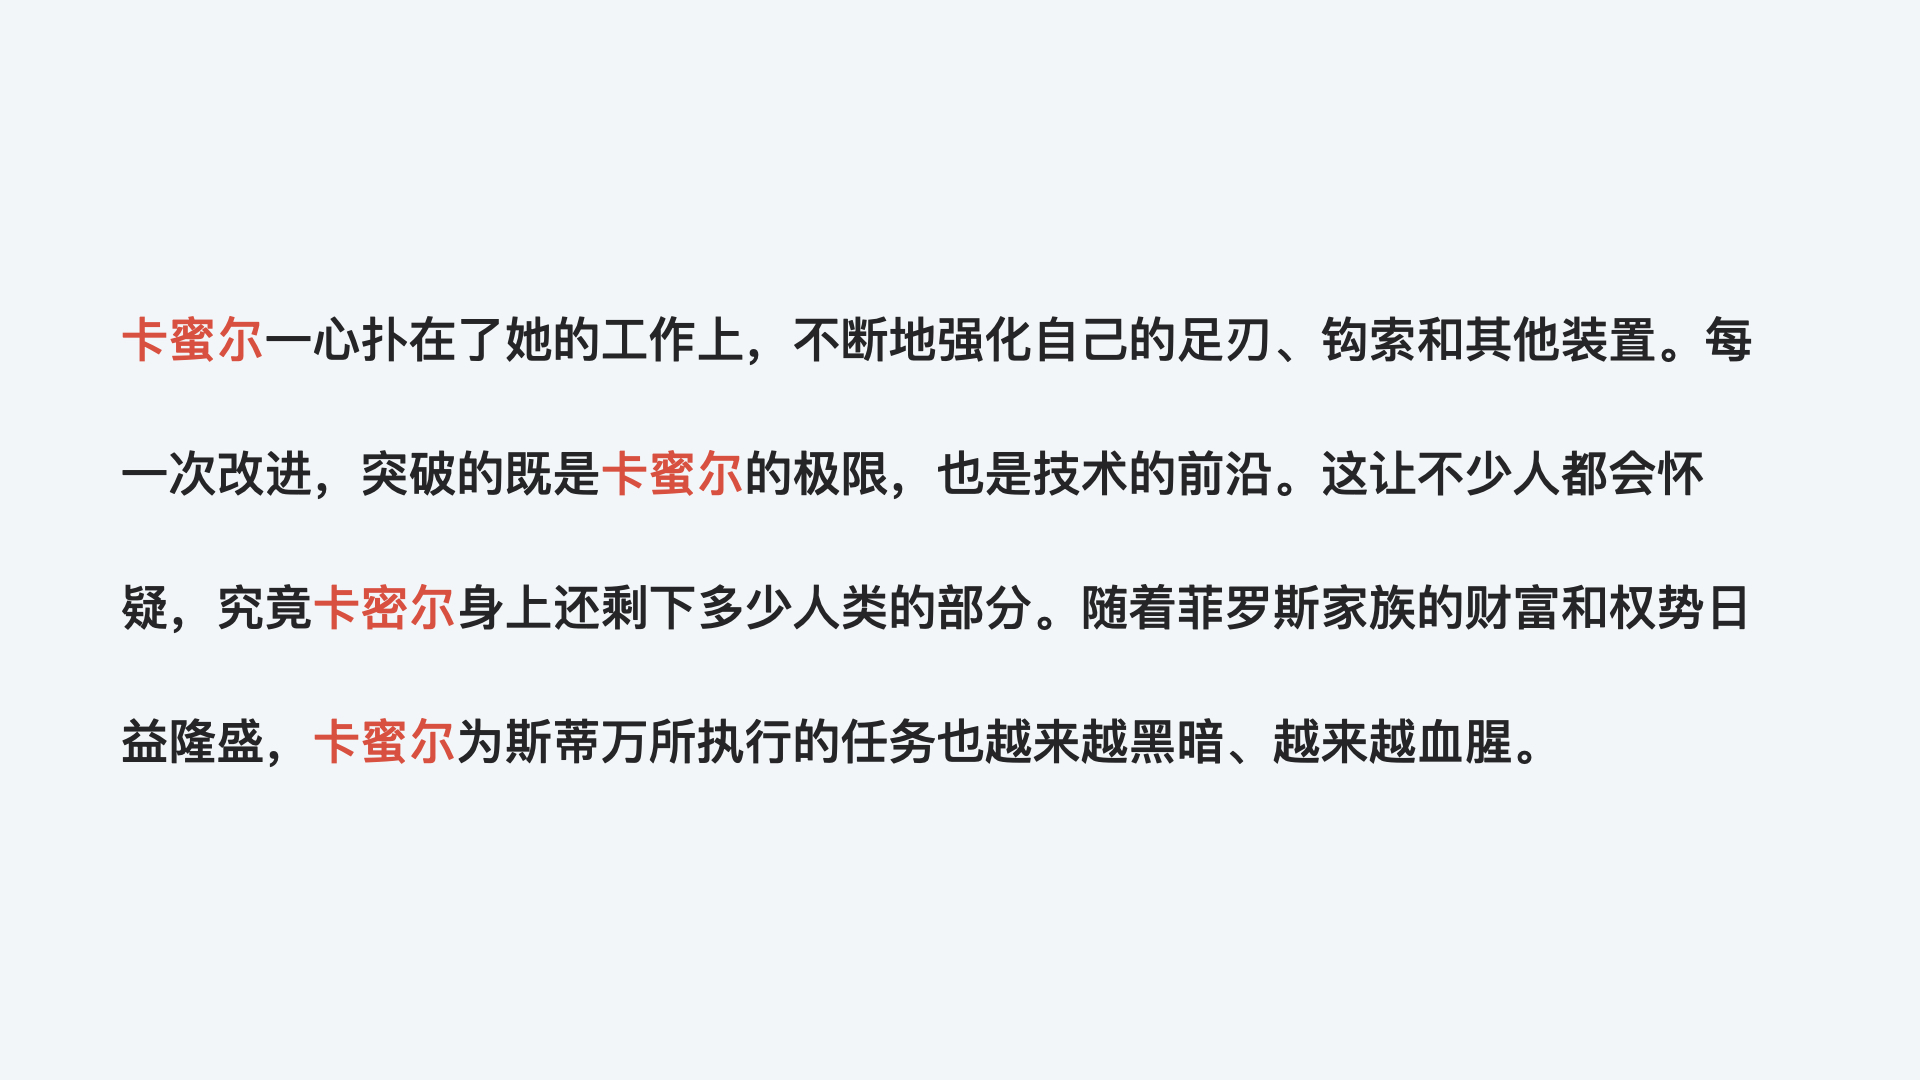 卡蜜尔一心扑在了她的工作上，不断地强化自己的足刃、钩索和其他装置。每
一次改进，突破的既是卡蜜尔的极限，也是技术的前沿。这让不少人都会怀
疑，究竟卡密尔身上还剩下多少人类的部分。随着菲罗斯家族的财富和权势日
益隆盛，卡蜜尔为斯蒂万所执行的任务也越来越黑暗、越来越血腥。